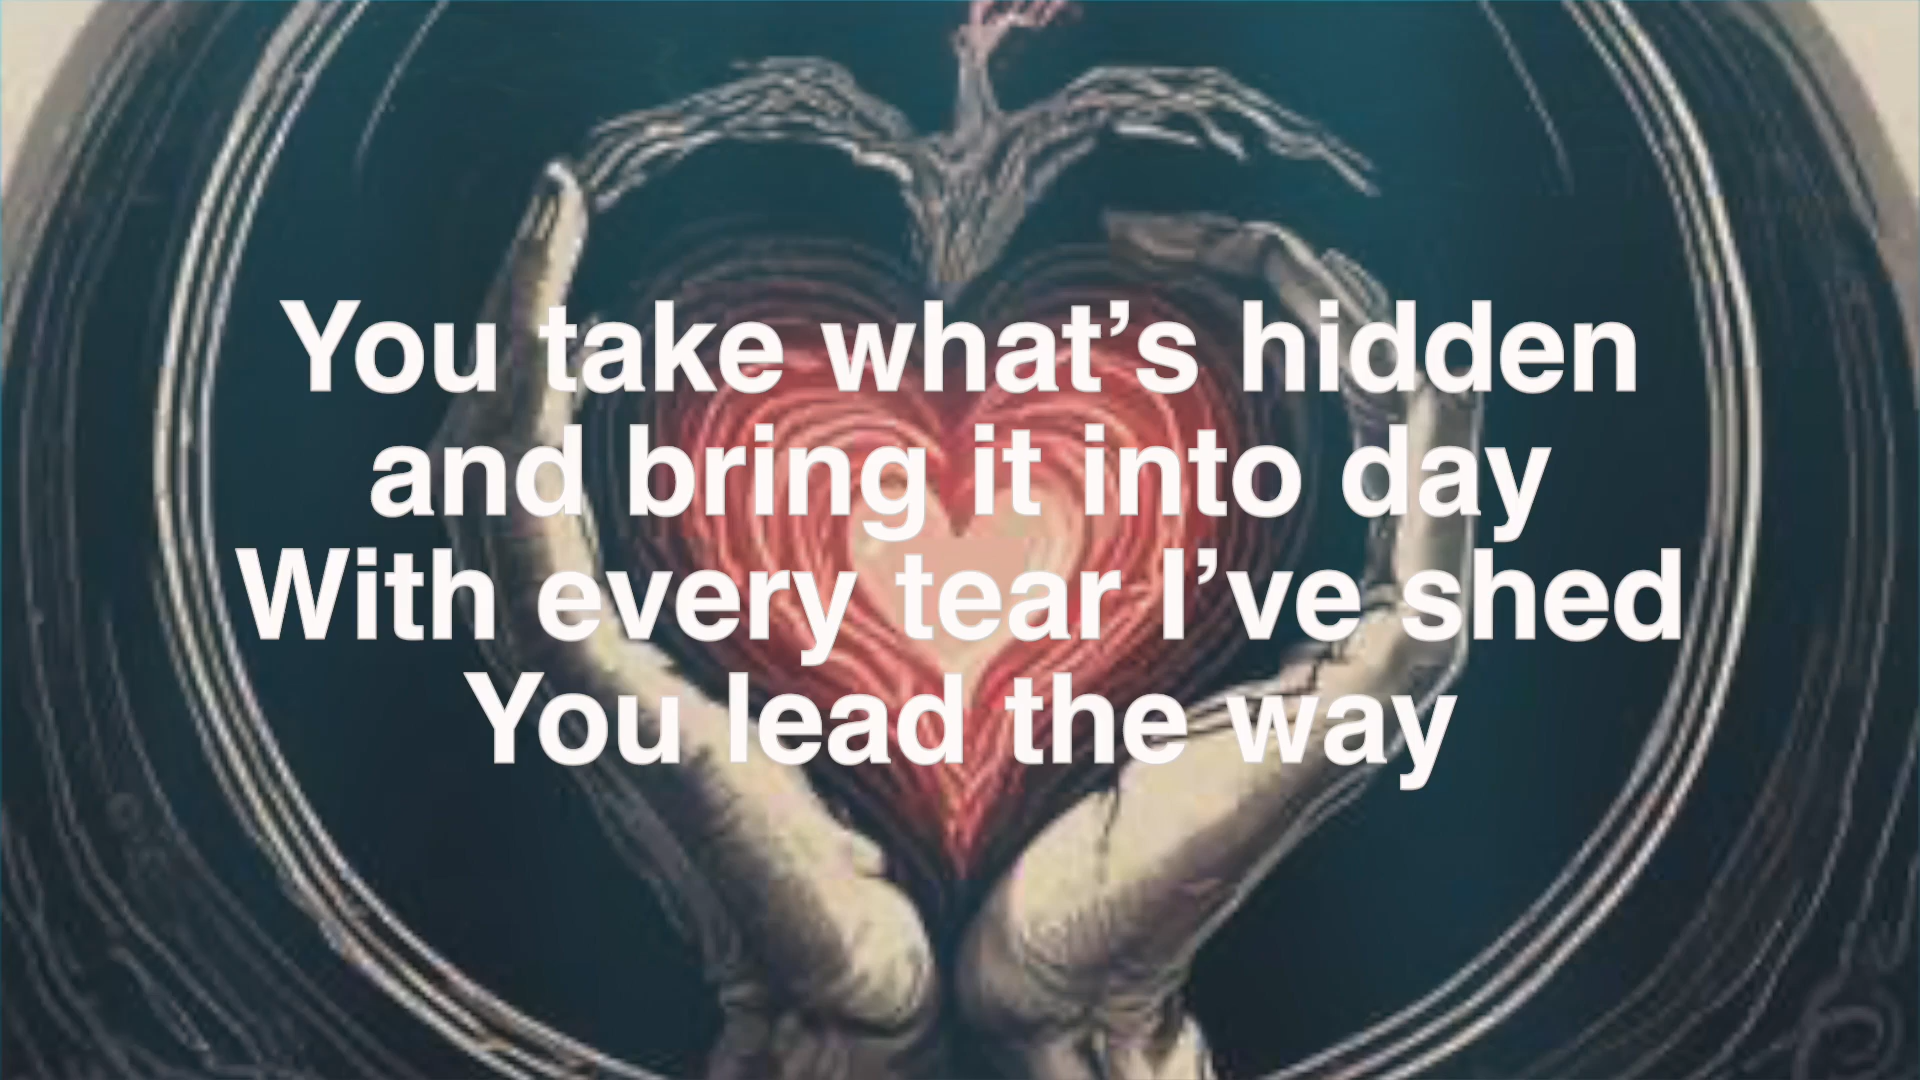 You take what’s hidden
and bring it into day
With every tear I’ve shed
You lead the way